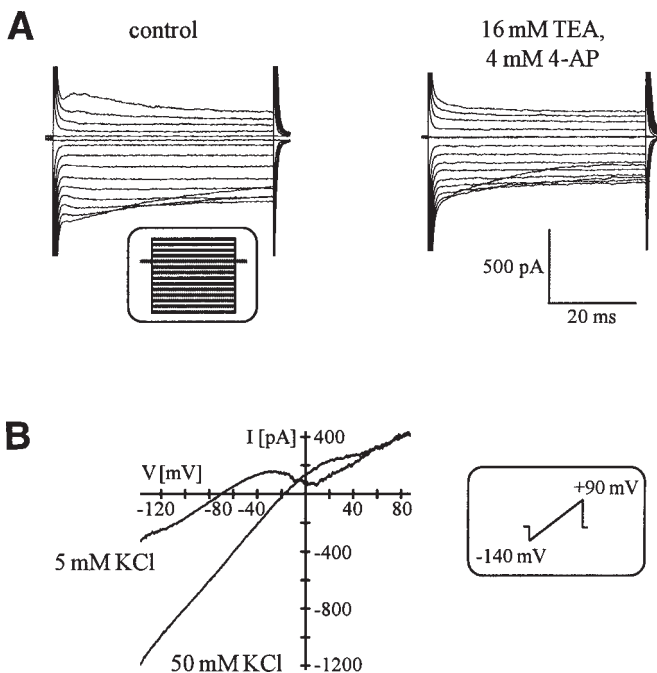 A
control
16 mM TEA,
4 mM 4-AP
500 pA
20 ms
B
I [pA]
400
V [mV]
-120 -80 -40 40 80
+90 mV
-140 mV
5 mM KCl
-400
-800
50 mM KCl
-1200